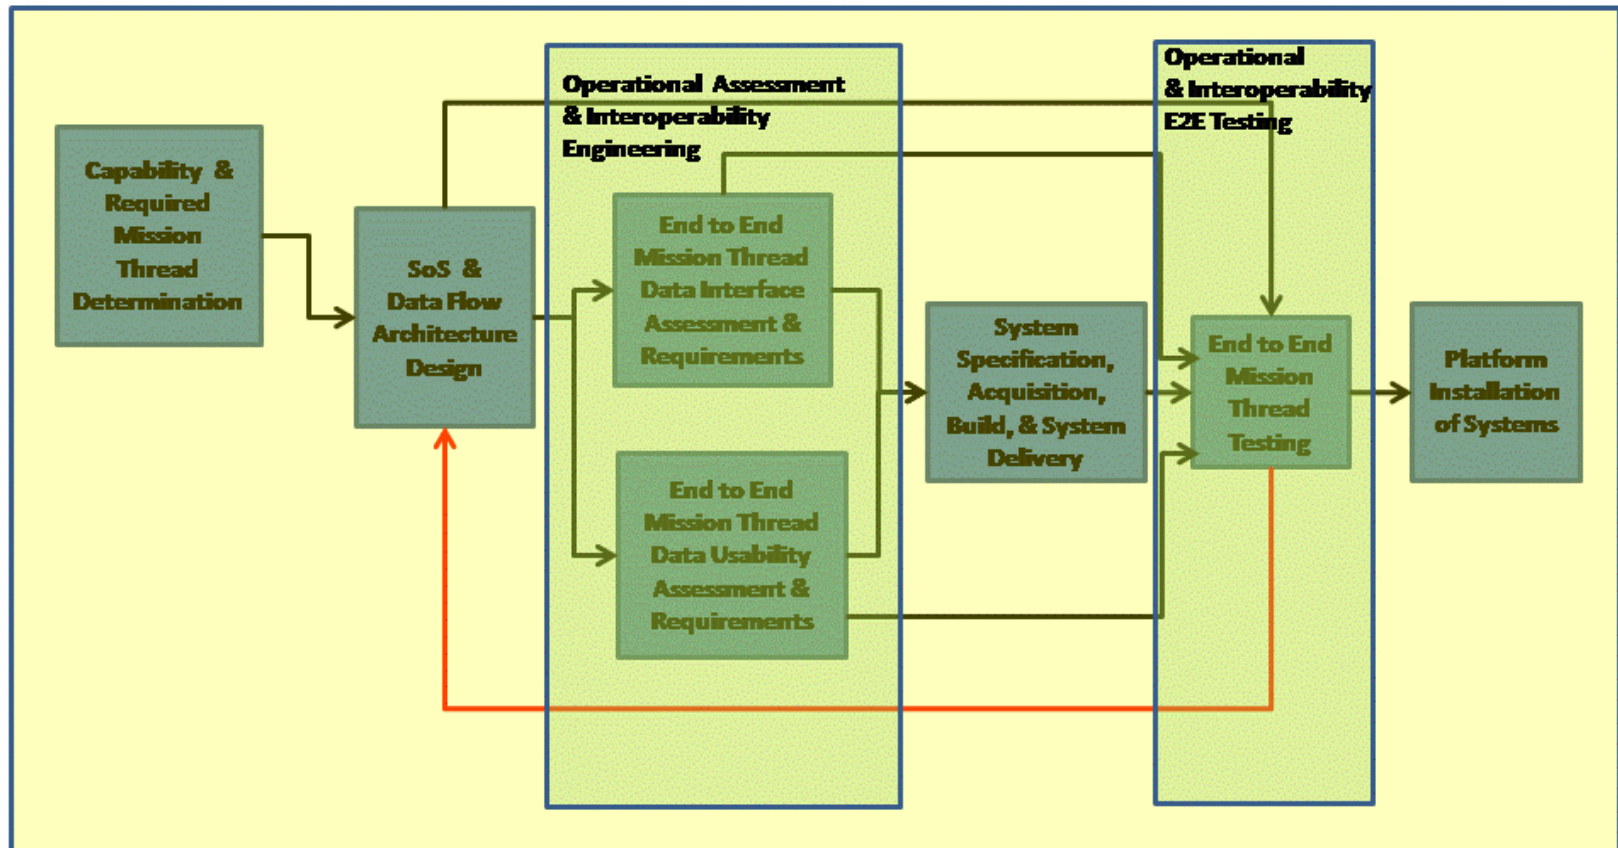 Operational Assessment
& Interoperability
Engineering
Operational
& Interoperability
E2E Testing
Capability &
Required
Mission
Thread
Determination
SoS &
Data Flow
Architecture
Design
End to End
Mission Thread
Data Interface
Assessment &
Requirements
End to End
Mission Thread
Data Usability
Assessment &
Requirements
System
Specification,
Acquisition,
Build, & System
Delivery
End to End
Mission
Thread
Testing
Platform
Installation
of Systems